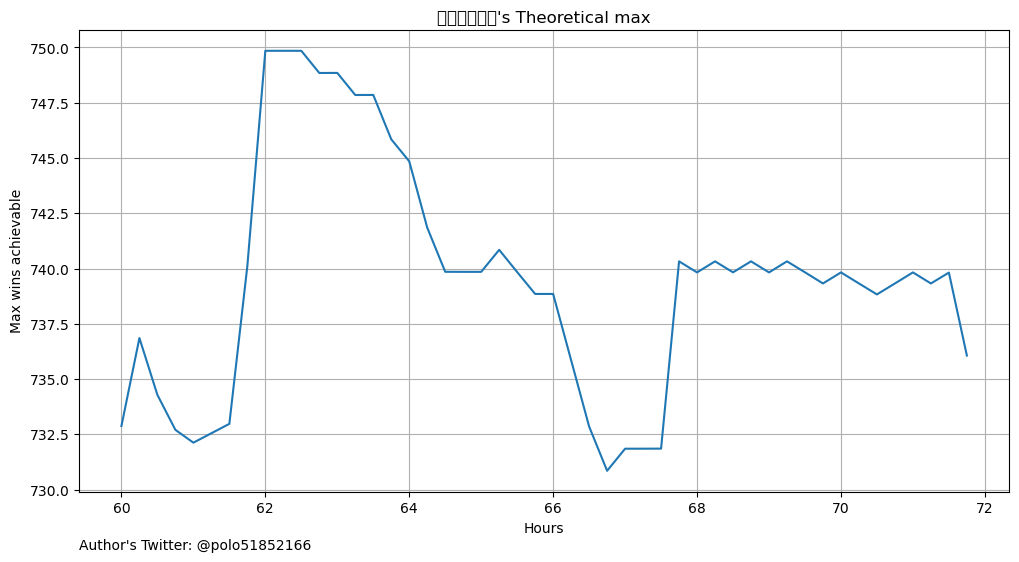 's Theoretical max
Max wins achievable
750.0
747.5
745.0
742.5
740.0
737.5
735.0
732.5
730.0
60 62 64 66 68 70 72
Hours
Author's Twitter: @polo51852166